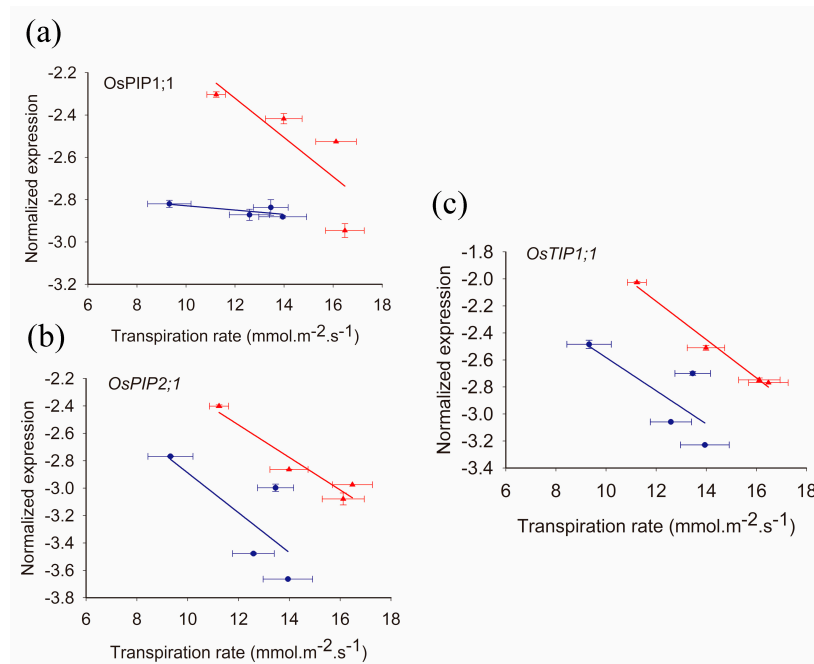 (a)
OsPIP1;1
Normalized expression
-2.2
-2.4
-2.6
-2.8
-3.0
-3.2
6 8 10 12 14 16 18
Transpiration rate (mmol.m-2.s-1)
(b)
OsPIP2;1
Normalized expression
-2.2
-2.4
-2.6
-2.8
-3.0
-3.2
-3.4
-3.6
-3.8
6 8 10 12 14 16 18
Transpiration rate (mmol.m-2.s-1)
(c)
OsTIP1;1
Normalized expression
-1.8
-2.0
-2.2
-2.4
-2.6
-2.8
-3.0
-3.2
-3.4
6 8 10 12 14 16 18
Transpiration rate (mmol.m-2.s-1)